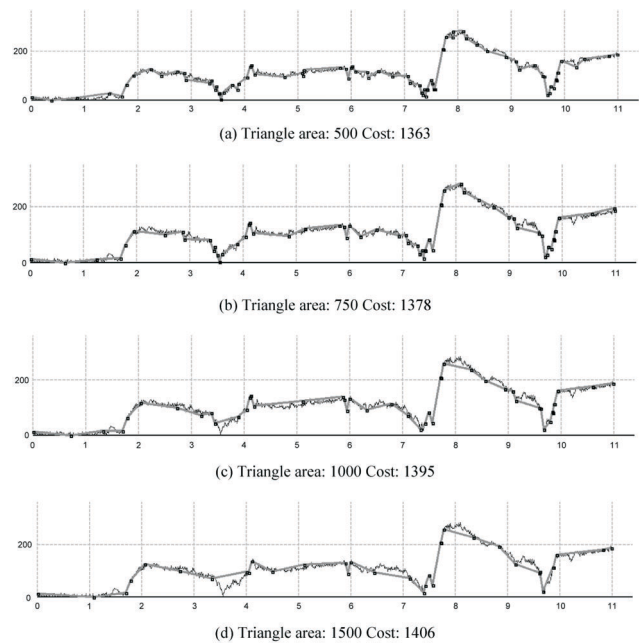 200
0
0 1 2 3 4 5 6 7 8 9 10 11
(a) Triangle area: 500 Cost: 1363
200
0
0 1 2 3 4 5 6 7 8 9 10 11
(b) Triangle area: 750 Cost: 1378
200
0
0 1 2 3 4 5 6 7 8 9 10 11
(c) Triangle area: 1000 Cost: 1395
200
0
0 1 2 3 4 5 6 7 8 9 10 11
(d) Triangle area: 1500 Cost: 1406